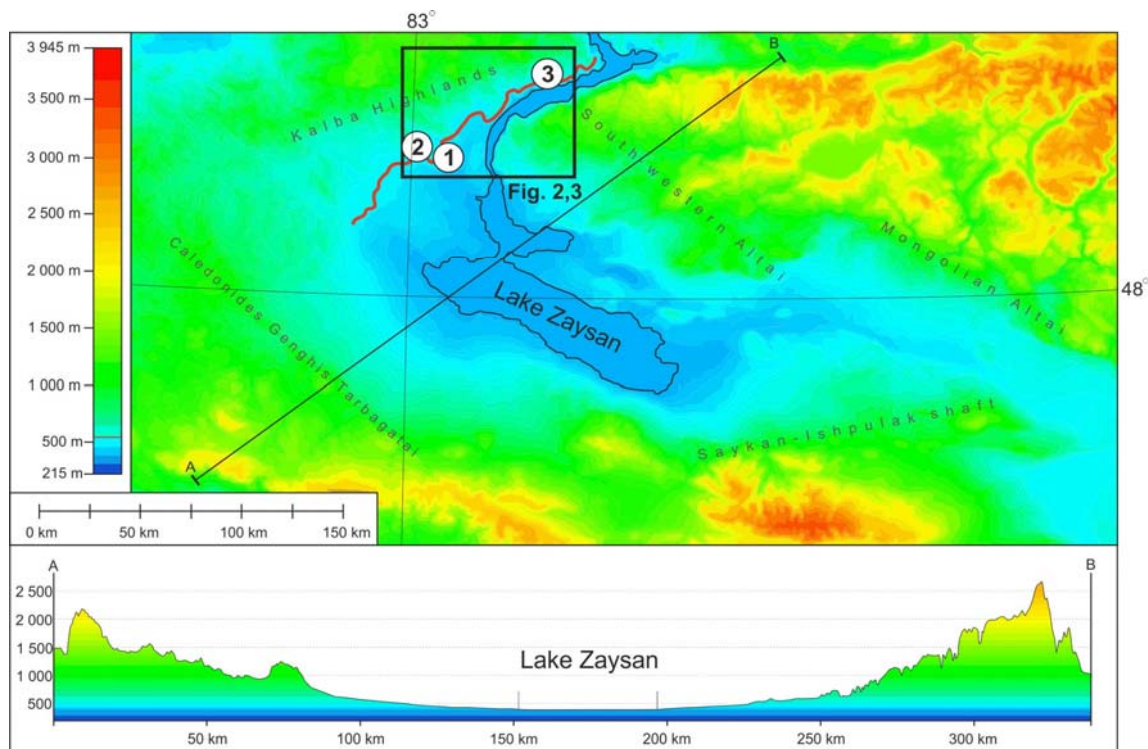 83°
3 945 m
3 500 m
3 000 m
2 500 m
2 000 m
1 500 m
1 000 m
500 m
215 m
B
Kalba Highlands
3
2
1
Fig. 2,3
Southwestern Altai
Mongolian Altai
48°
Caledonides Genghis Tarbagatai
Lake Zaysan
Saykan-Ishpulak shaft
A
0 km 50 km 100 km 150 km
A B
2 500
2 000
1 500
1 000
500
Lake Zaysan
50 km 100 km 150 km 200 km 250 km 300 km